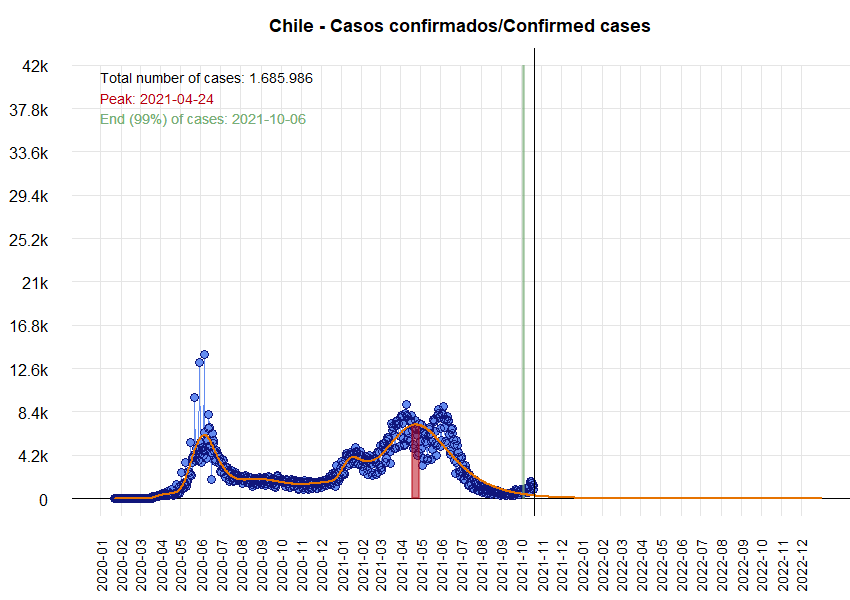 Chile - Casos confirmados/Confirmed cases
42k
37.8k
33.6k
29.4k
25.2k
21k
16.8k
12.6k
8.4k
4.2k
0
Total number of cases: 1.685.986
Peak: 2021-04-24
End (99%) of cases: 2021-10-06
2020-01
2020-02
2020-03
2020-04
2020-05
2020-06
2020-07
2020-08
2020-09
2020-10
2020-11
2020-12
2021-01
2021-02
2021-03
2021-04
2021-05
2021-06
2021-07
2021-08
2021-09
2021-10
2021-11
2021-12
2022-01
2022-02
2022-03
2022-04
2022-05
2022-06
2022-07
2022-08
2022-09
2022-10
2022-11
2022-12